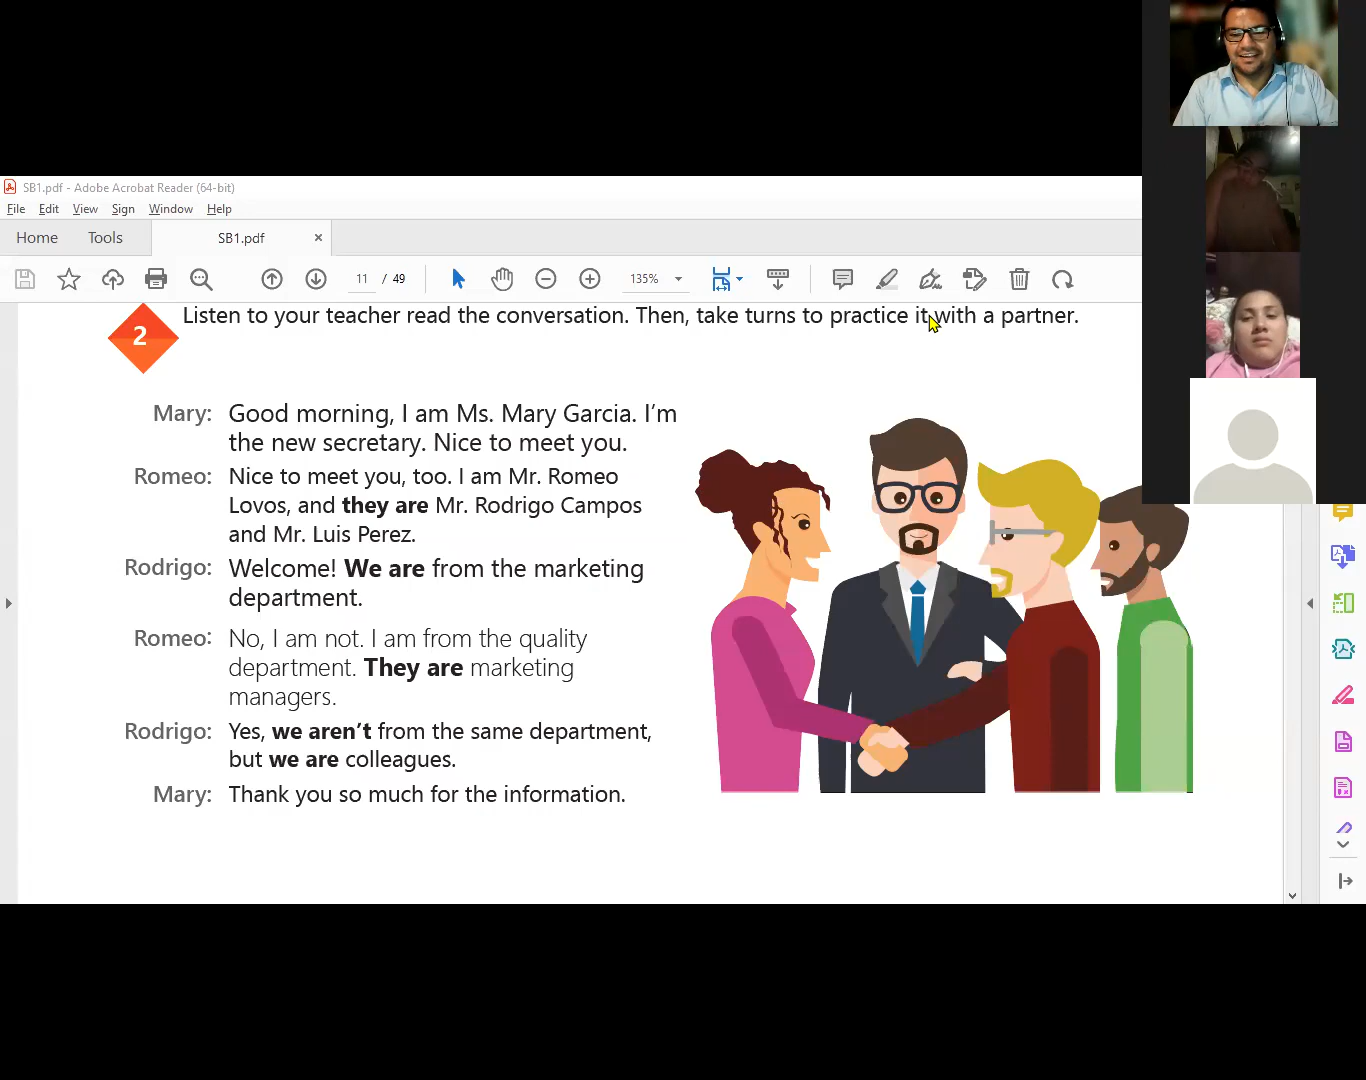 SB1.pdf - Adobe Acrobat Reader (64-bit)
File Edit View Sign Window Help
Home Tools SB1.pdf ×
11 / 49 135%
2
Listen to your teacher read the conversation. Then, take turns to practice it with a partner.
Mary: Good morning, I am Ms. Mary Garcia. I’m
the new secretary. Nice to meet you.
Romeo: Nice to meet you, too. I am Mr. Romeo
Lovos, and they are Mr. Rodrigo Campos
and Mr. Luis Perez.
Rodrigo: Welcome! We are from the marketing
department.
Romeo: No, I am not. I am from the quality
department. They are marketing
managers.
Rodrigo: Yes, we aren’t from the same department,
but we are colleagues.
Mary: Thank you so much for the information.